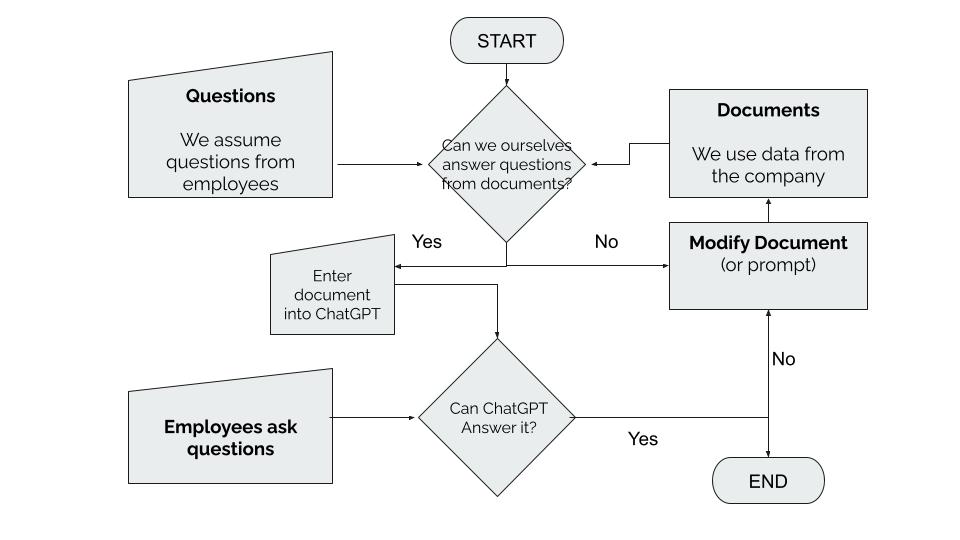 START
Questions
We assume
questions from
employees
Can we ourselves
answer questions
from documents?
Documents
We use data from
the company
Yes
No
Modify Document
(or prompt)
Enter
document
into ChatGPT
No
Can ChatGPT
Answer it?
Employees ask
questions
Yes
END